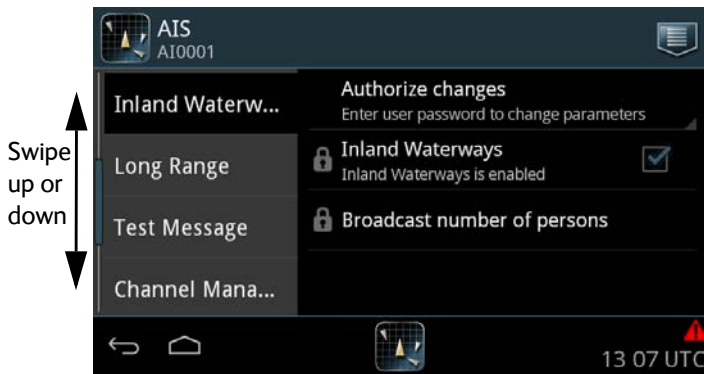 AIS
AI0001
Swipe
up or
down
Inland Waterw...
Long Range
Test Message
Channel Mana...
Authorize changes
Enter user password to change parameters
Inland Waterways
Inland Waterways is enabled
Broadcast number of persons
13 07 UTC